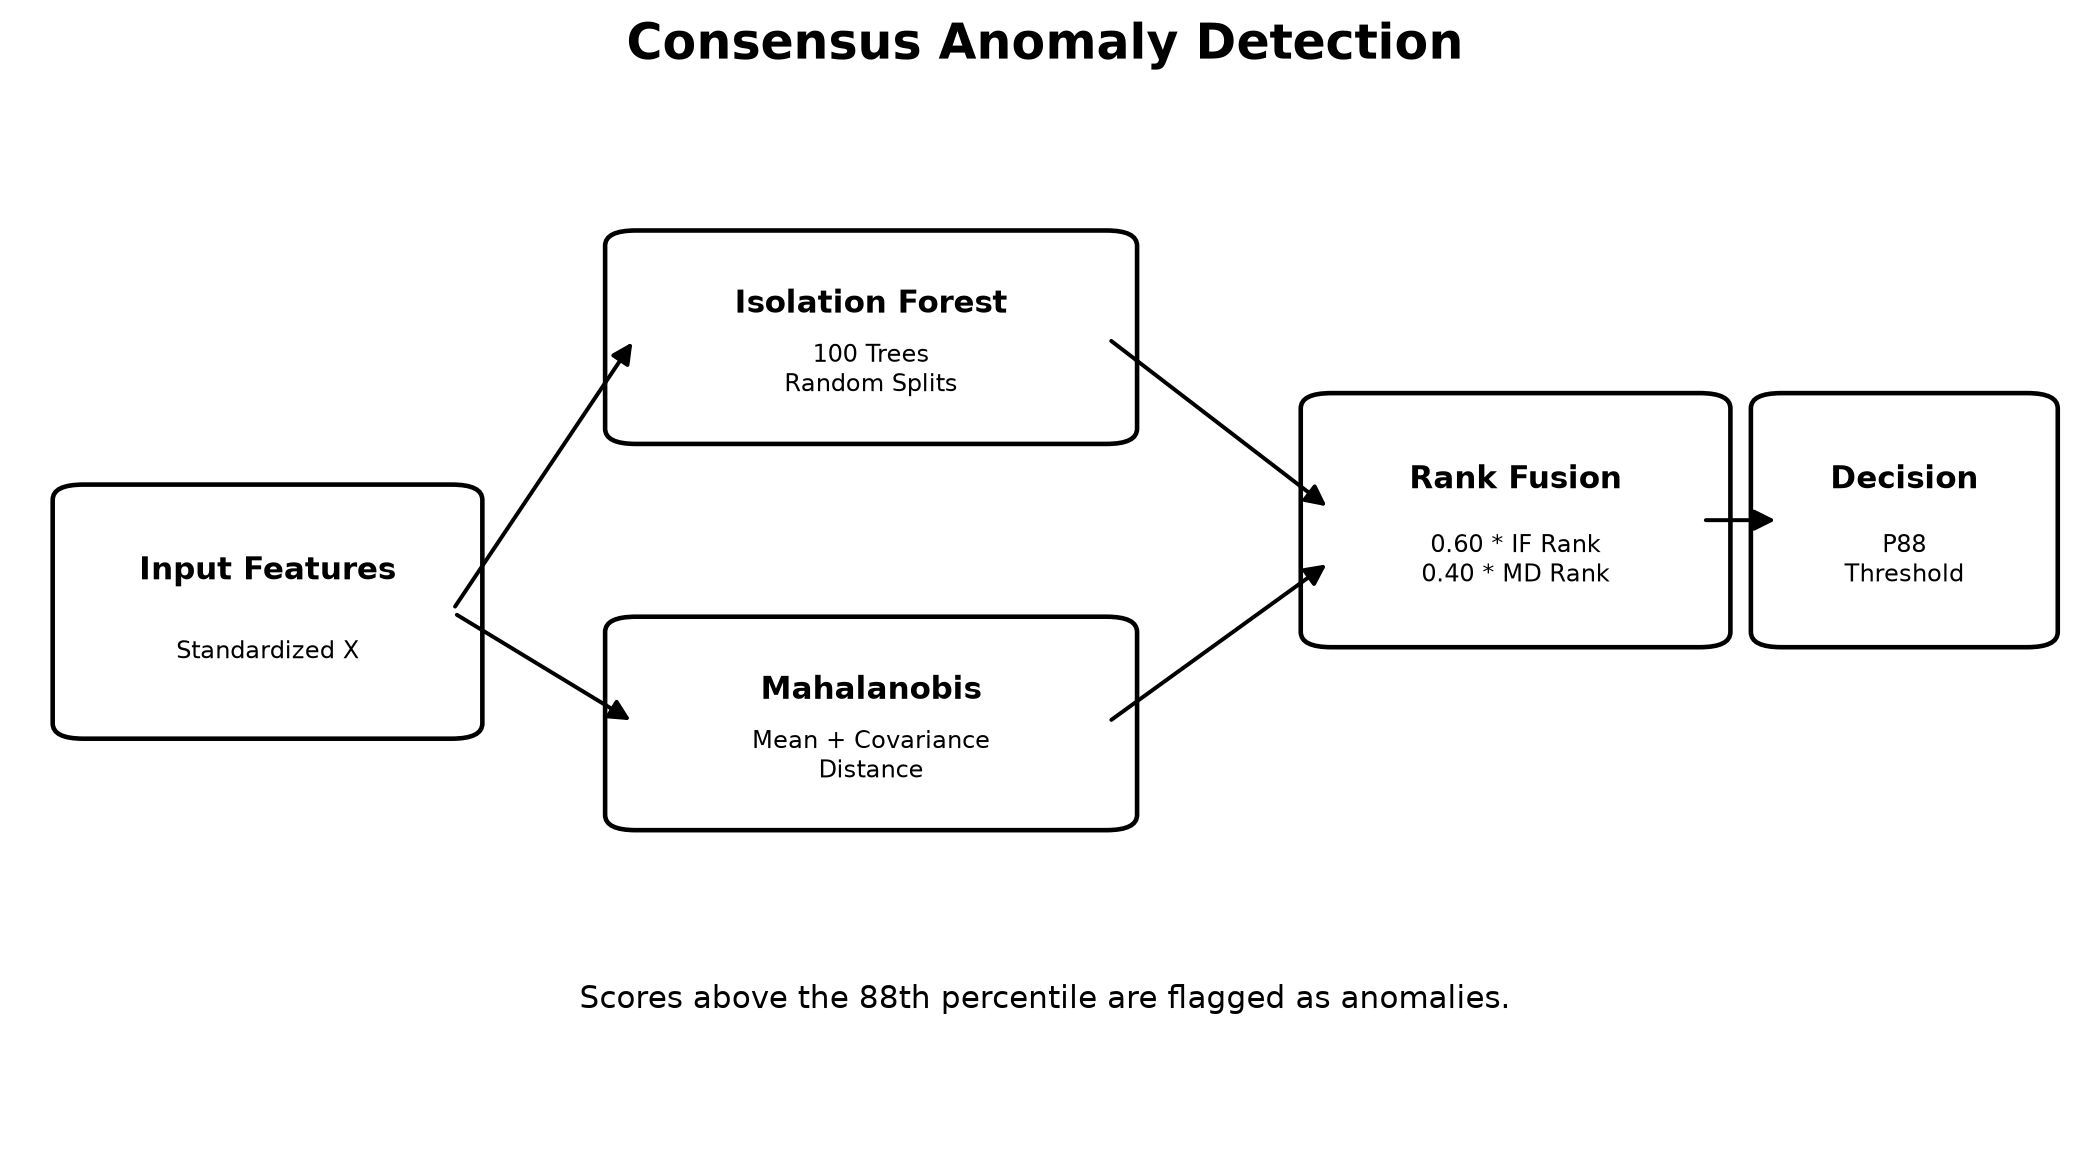 Consensus Anomaly Detection
Input Features
Standardized X
Isolation Forest
100 Trees
Random Splits
Mahalanobis
Mean + Covariance
Distance
Rank Fusion
0.60 * IF Rank
0.40 * MD Rank
Decision
P88
Threshold
Scores above the 88th percentile are flagged as anomalies.